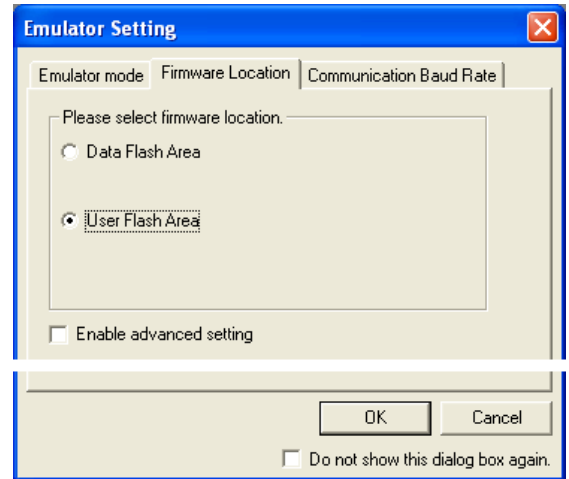 Emulator Setting
Emulator mode Firmware Location Communication Baud Rate
Please select firmware location.
Data Flash Area
User Flash Area
Enable advanced setting
OK Cancel
Do not show this dialog box again.